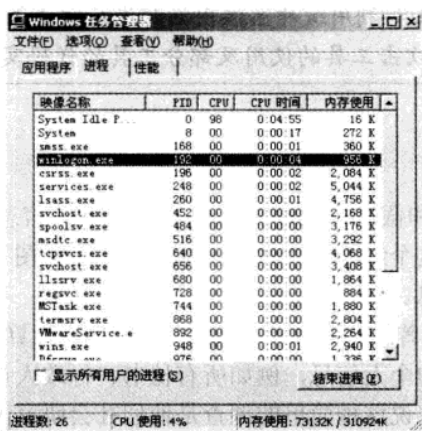 Windows 任务管理器
文件(F) 选项(O) 查看(V) 帮助(H)
应用程序 进程 性能
映像名称 PID CPU CPU 时间 内存使用
System Idle P... 0 98 0:04:55 16 K
System 8 00 0:00:17 272 K
smss.exe 168 00 0:00:01 360 K
winlogon.exe 192 00 0:00:04 956 K
csrss.exe 196 00 0:00:02 2,084 K
services.exe 248 00 0:00:02 5,044 K
lsass.exe 260 00 0:00:01 4,756 K
svchost.exe 452 00 0:00:00 2,168 K
spoolsv.exe 484 00 0:00:00 3,176 K
msdtc.exe 516 00 0:00:00 3,292 K
tcpsvcs.exe 640 00 0:00:00 4,068 K
svchost.exe 656 00 0:00:00 3,408 K
llssrv.exe 680 00 0:00:00 1,864 K
regsvc.exe 728 00 0:00:00 884 K
MSTask.exe 744 00 0:00:00 1,880 K
termsrv.exe 868 00 0:00:00 2,804 K
VMwareService.e 892 00 0:00:00 2,264 K
wins.exe 948 00 0:00:01 2,940 K
Dfssvc.exe 976 00 0:00:00 1,336 K
显示所有用户的进程(S) 结束进程(E)
进程数: 26 CPU 使用: 4% 内存使用: 73132K / 310924K